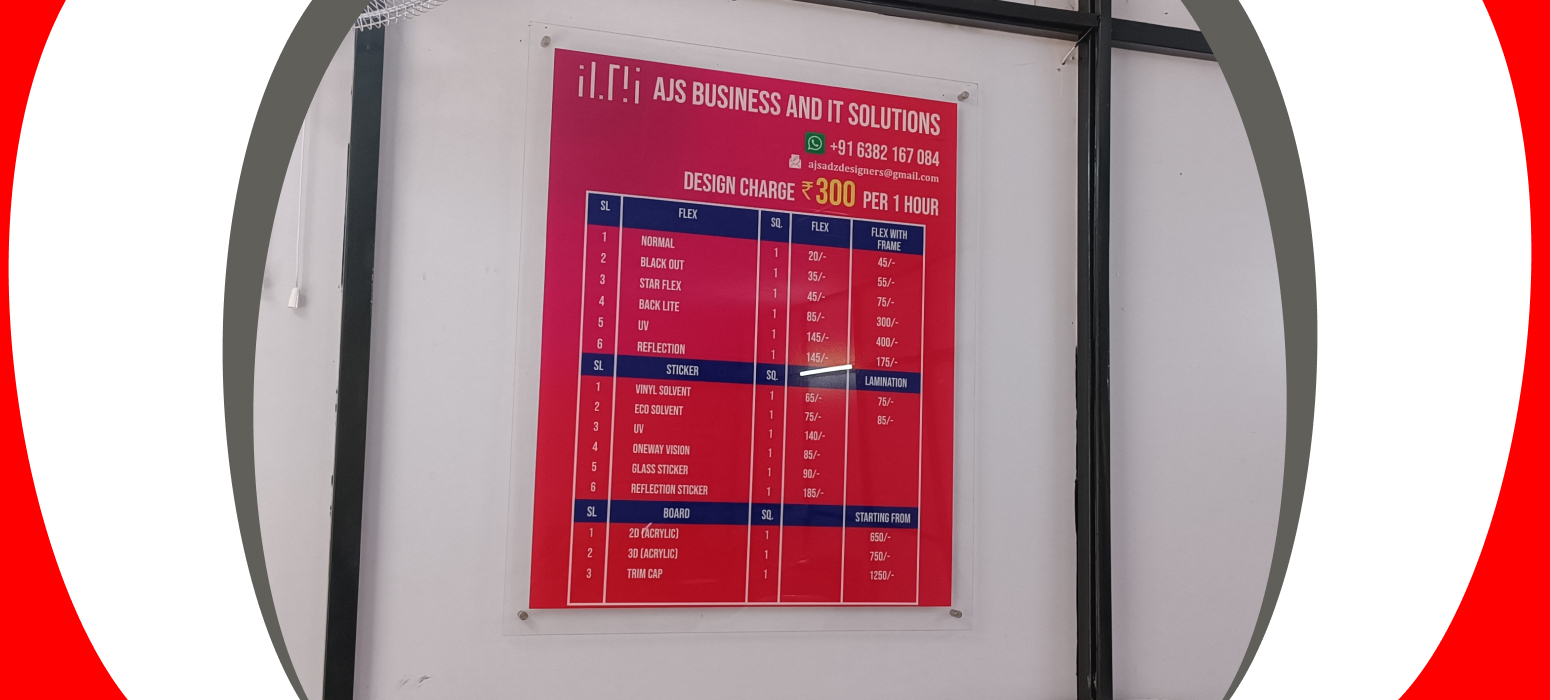 AJS BUSINESS AND IT SOLUTIONS
+91 6382 167 084
ajsadzdesigners@gmail.com
DESIGN CHARGE ₹300 PER 1 HOUR
SL FLEX SQ. FLEX FLEX WITH FRAME
1 NORMAL 1 20/- 45/-
2 BLACK OUT 1 35/- 55/-
3 STAR FLEX 1 45/- 75/-
4 BACK LITE 1 85/- 300/-
5 UV 1 145/- 400/-
6 REFLECTION 1 145/- 175/-
SL STICKER SQ. LAMINATION
1 VINYL SOLVENT 1 65/- 75/-
2 ECO SOLVENT 1 75/- 85/-
3 UV 1 140/-
4 ONEWAY VISION 1 85/-
5 GLASS STICKER 1 90/-
6 REFLECTION STICKER 1 185/-
SL BOARD SQ. STARTING FROM
1 2D (ACRYLIC) 1 650/-
2 3D (ACRYLIC) 1 750/-
3 TRIM CAP 1 1250/-